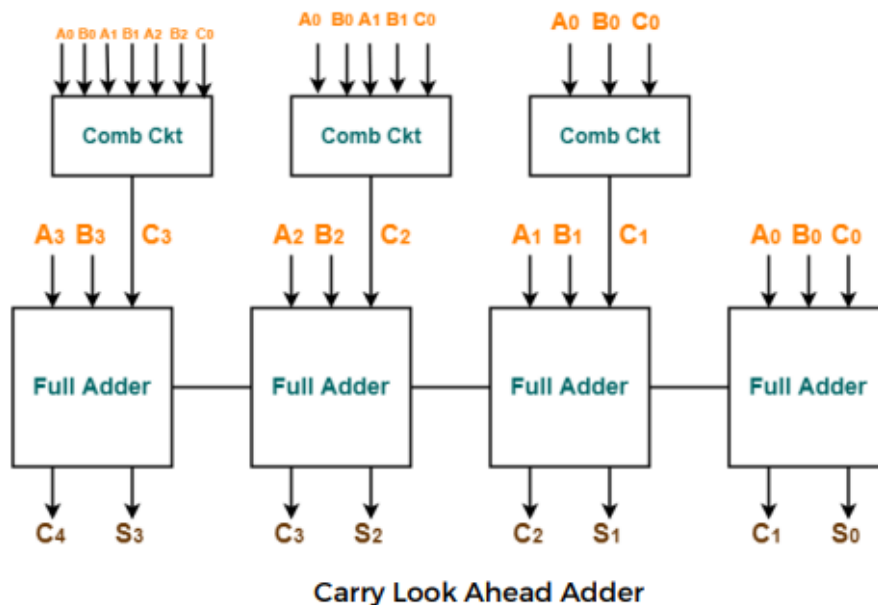 A₀ B₀ A₁ B₁ A₂ B₂ C₀
A₀ B₀ A₁ B₁ C₀
A₀ B₀ C₀
Comb Ckt
Comb Ckt
Comb Ckt
A₃ B₃ C₃
A₂ B₂ C₂
A₁ B₁ C₁
A₀ B₀ C₀
Full Adder
Full Adder
Full Adder
Full Adder
C₄ S₃
C₃ S₂
C₂ S₁
C₁ S₀
Carry Look Ahead Adder